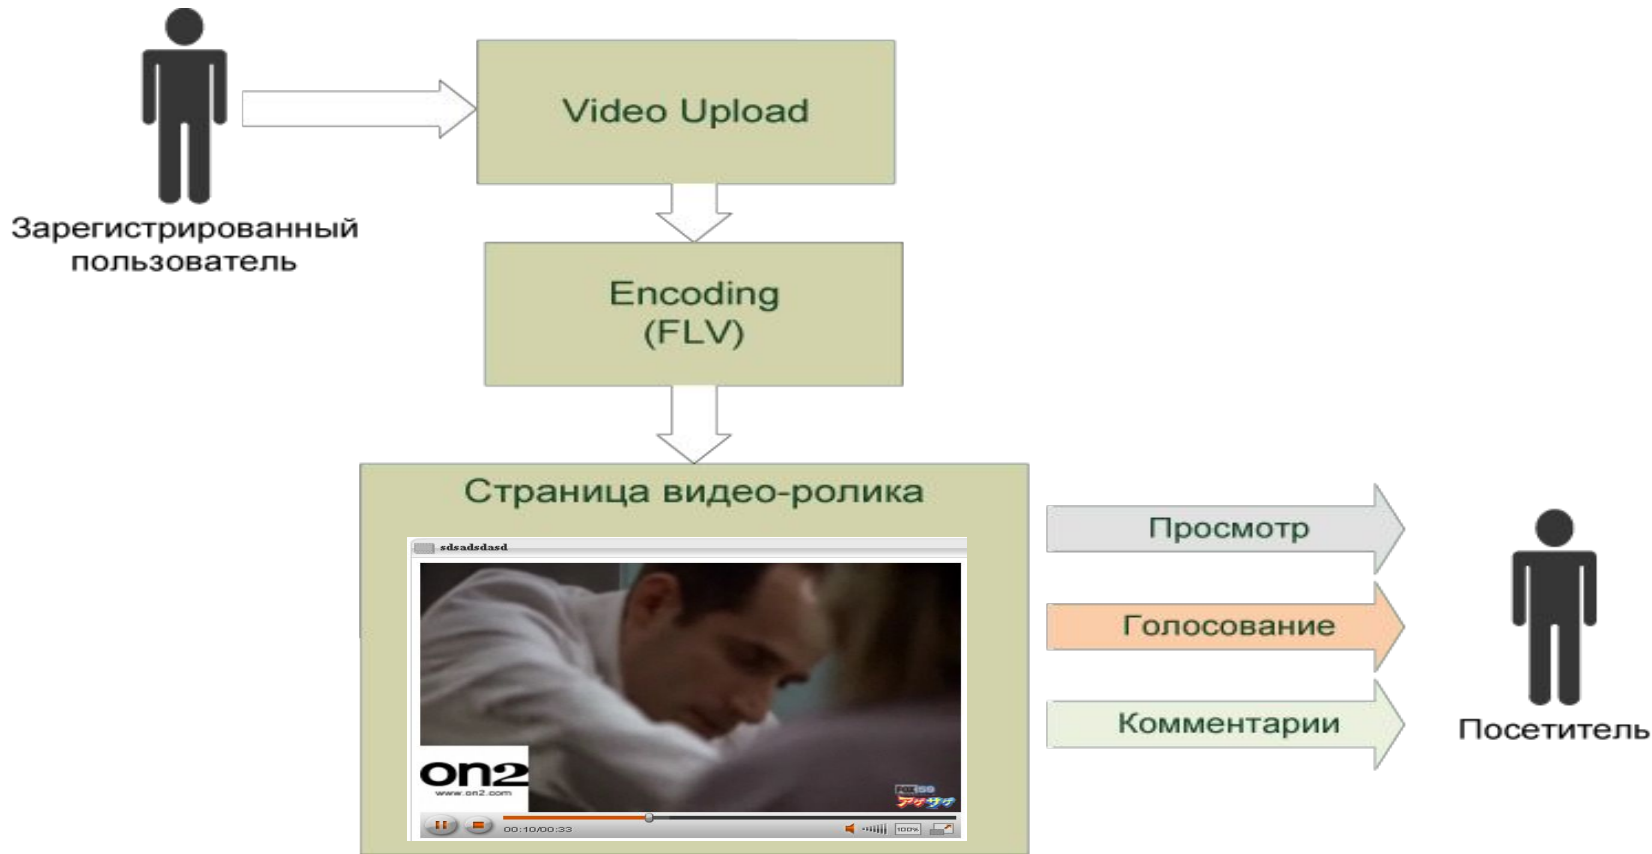 Video Upload
Зарегистрированный
пользователь
Encoding
(FLV)
Страница видео-ролика
sdsadsdasd
on2
www.on2.com
00:10/00:33
100%
Просмотр
Голосование
Комментарии
Посетитель